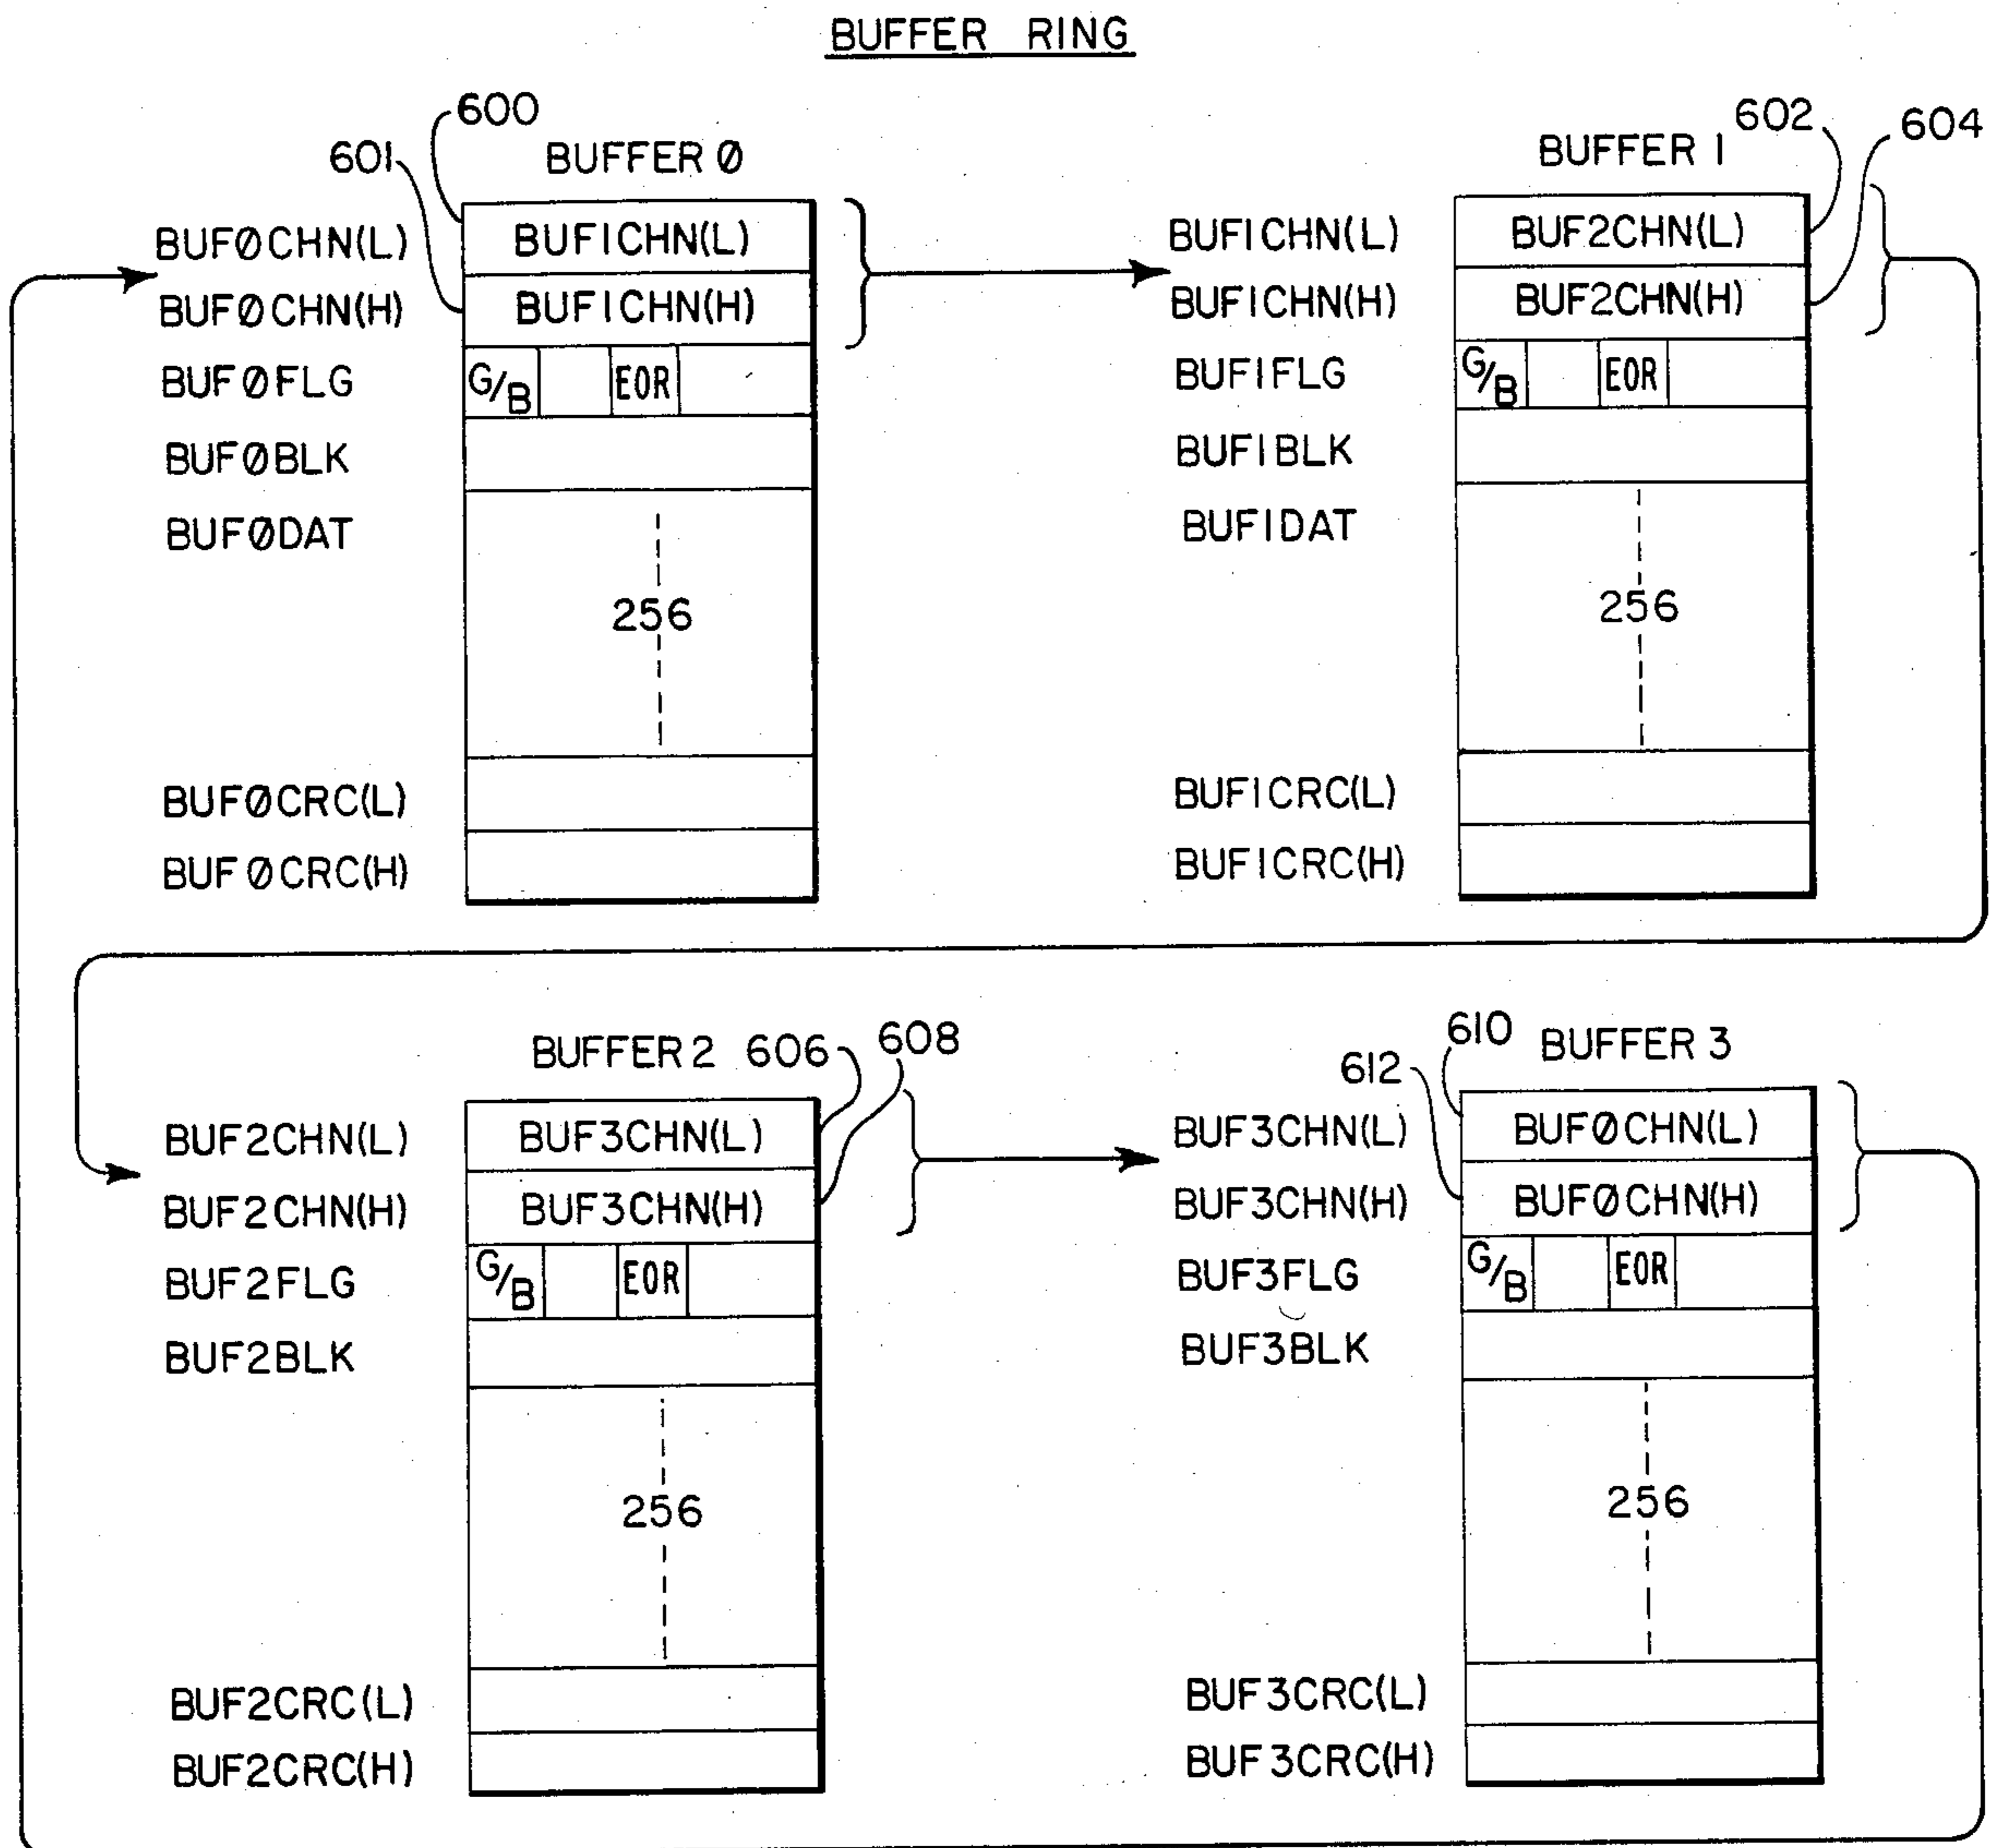 BUFFER RING
600
601
BUFFER Ø
BUFØCHN(L)
BUF1CHN(L)
BUFØCHN(H)
BUF1CHN(H)
BUFØFLG
G/B
EOR
BUFØBLK
BUFØDAT
256
BUFØCRC(L)
BUFØCRC(H)
602
604
BUFFER 1
BUF1CHN(L)
BUF2CHN(L)
BUF1CHN(H)
BUF2CHN(H)
BUF1FLG
G/B
EOR
BUF1BLK
BUF1DAT
256
BUF1CRC(L)
BUF1CRC(H)
BUFFER 2
606
608
BUF2CHN(L)
BUF3CHN(L)
BUF2CHN(H)
BUF3CHN(H)
BUF2FLG
G/B
EOR
BUF2BLK
256
BUF2CRC(L)
BUF2CRC(H)
610
612
BUFFER 3
BUF3CHN(L)
BUFØCHN(L)
BUF3CHN(H)
BUFØCHN(H)
BUF3FLG
G/B
EOR
BUF3BLK
256
BUF3CRC(L)
BUF3CRC(H)